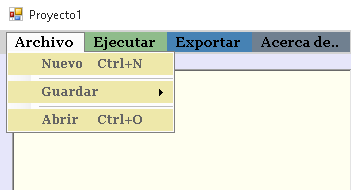 Proyecto1
Archivo Ejecutar Exportar Acerca de..
Nuevo Ctrl+N
Guardar
Abrir Ctrl+O